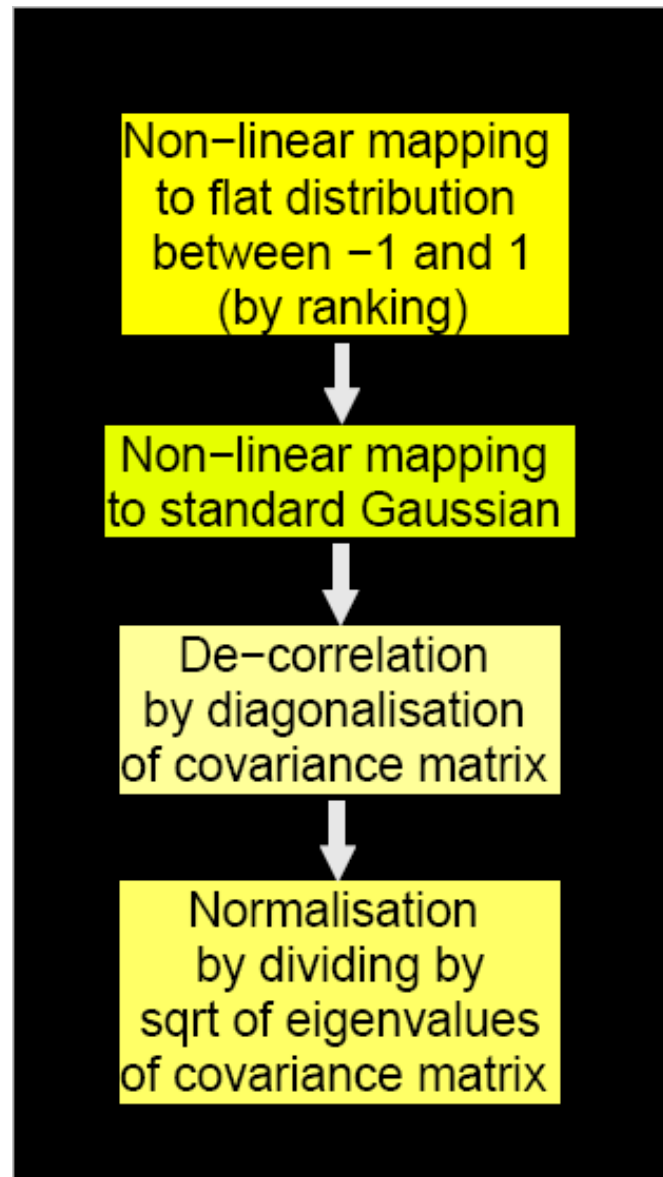 Non−linear mapping
to flat distribution
between −1 and 1
(by ranking)
Non−linear mapping
to standard Gaussian
De−correlation
by diagonalisation
of covariance matrix
Normalisation
by dividing by
sqrt of eigenvalues
of covariance matrix